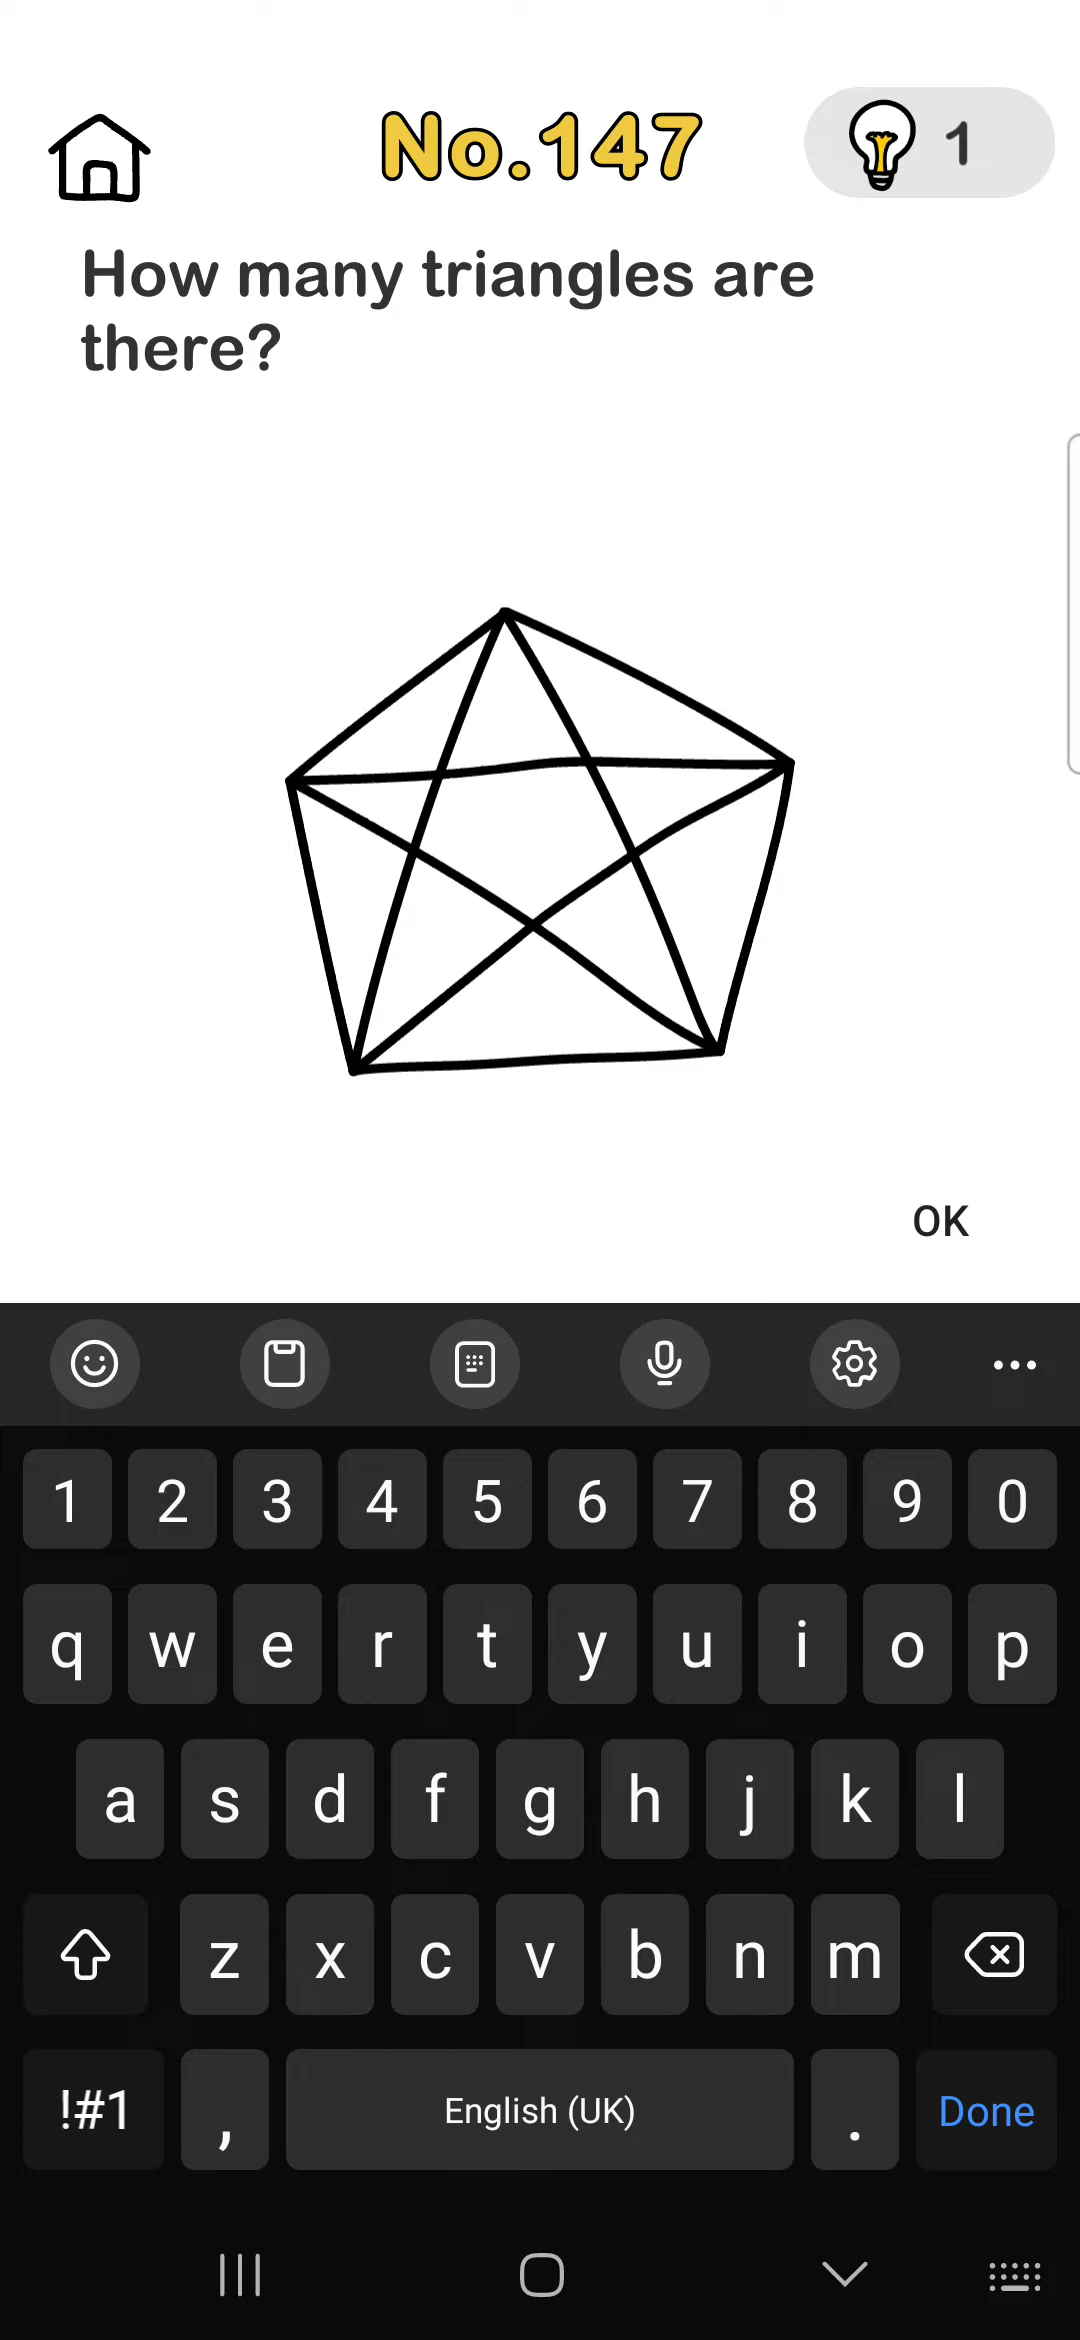 No.147
1
How many triangles are
there?
OK
1 2 3 4 5 6 7 8 9 0
q w e r t y u i o p
a s d f g h j k l
z x c v b n m
!#1 , English (UK) . Done